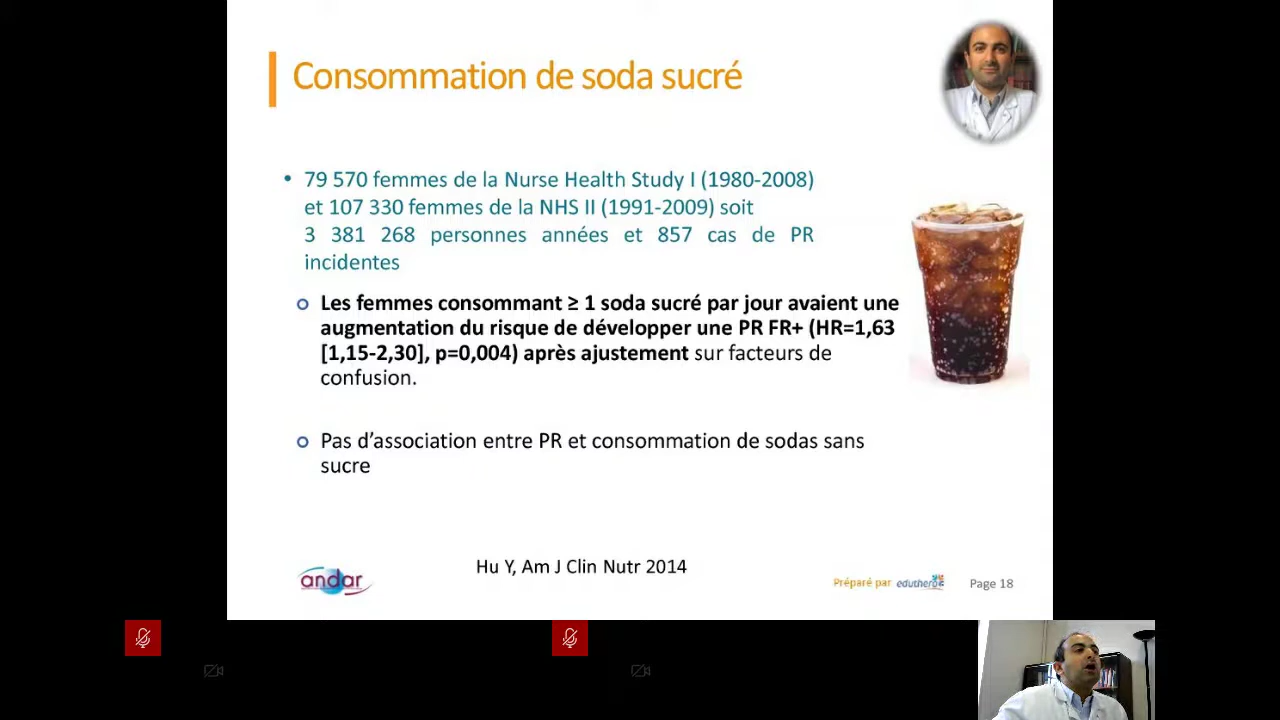 Consommation de soda sucré
• 79 570 femmes de la Nurse Health Study I (1980-2008)
et 107 330 femmes de la NHS II (1991-2009) soit
3 381 268 personnes années et 857 cas de PR
incidentes
Les femmes consommant ≥ 1 soda sucré par jour avaient une
augmentation du risque de développer une PR FR+ (HR=1,63
[1,15-2,30], p=0,004) après ajustement sur facteurs de
confusion.
Pas d’association entre PR et consommation de sodas sans
sucre
Hu Y, Am J Clin Nutr 2014
andar
Préparé par
Page 18